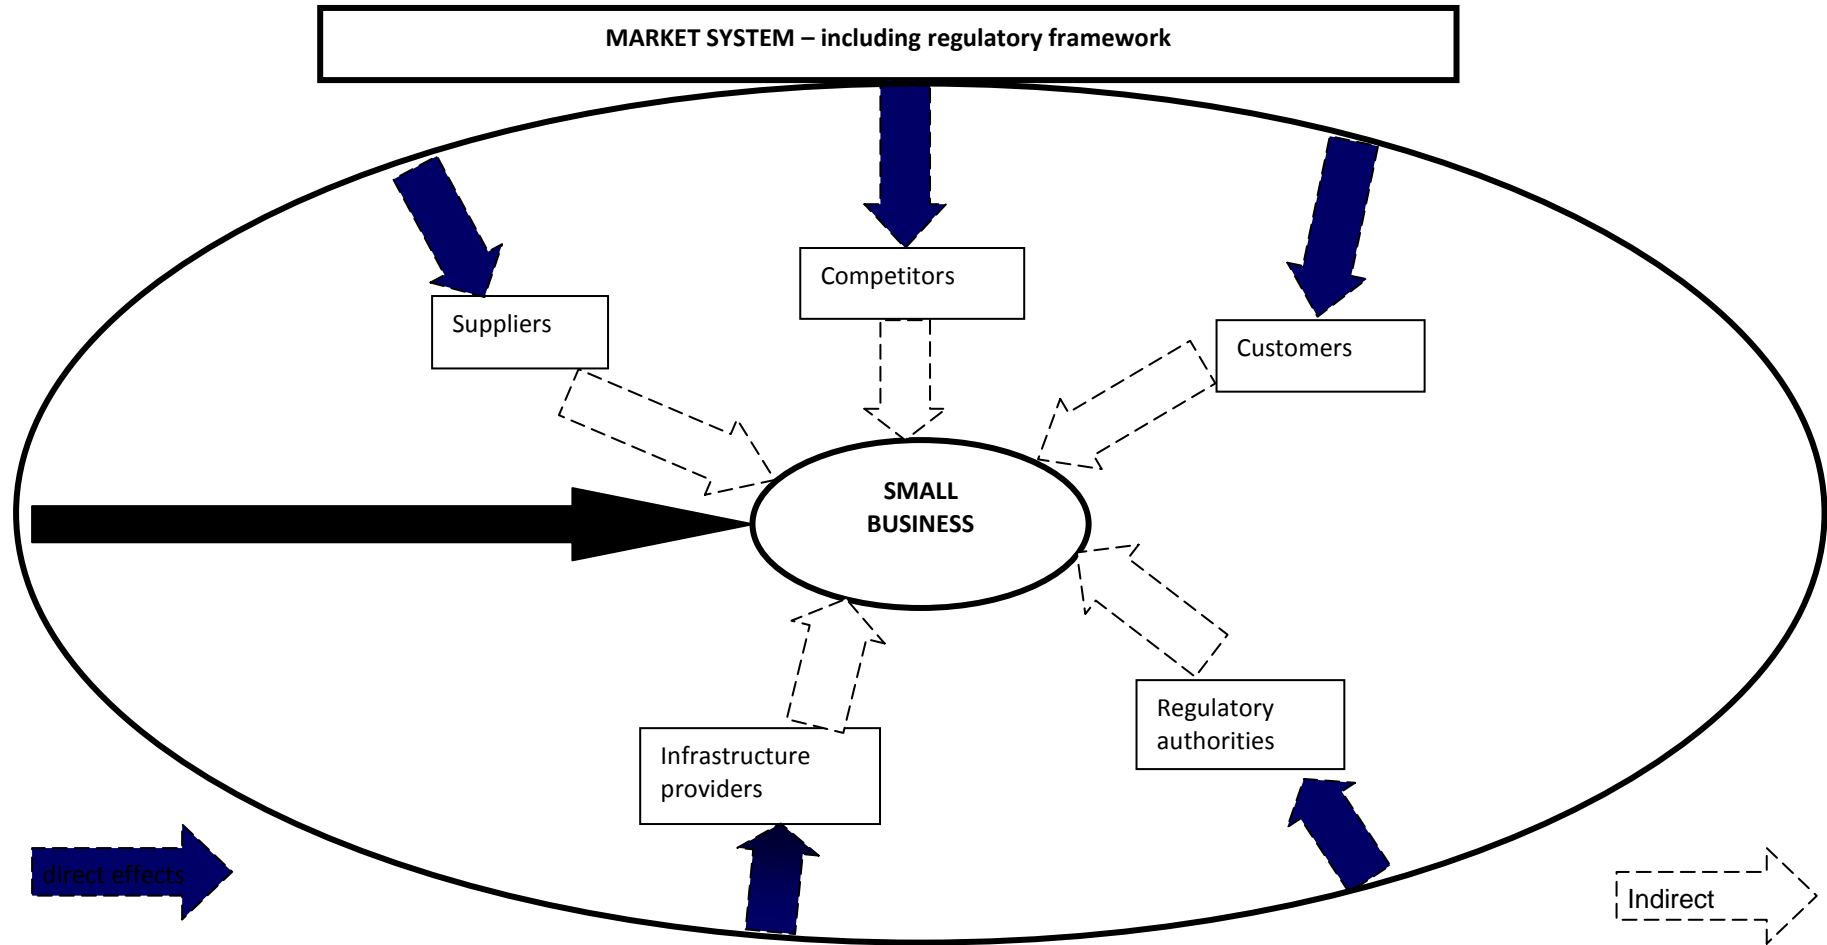 MARKET SYSTEM – including regulatory framework
Competitors
Suppliers
Customers
SMALL
BUSINESS
Regulatory
authorities
Infrastructure
providers
direct effects
Indirect